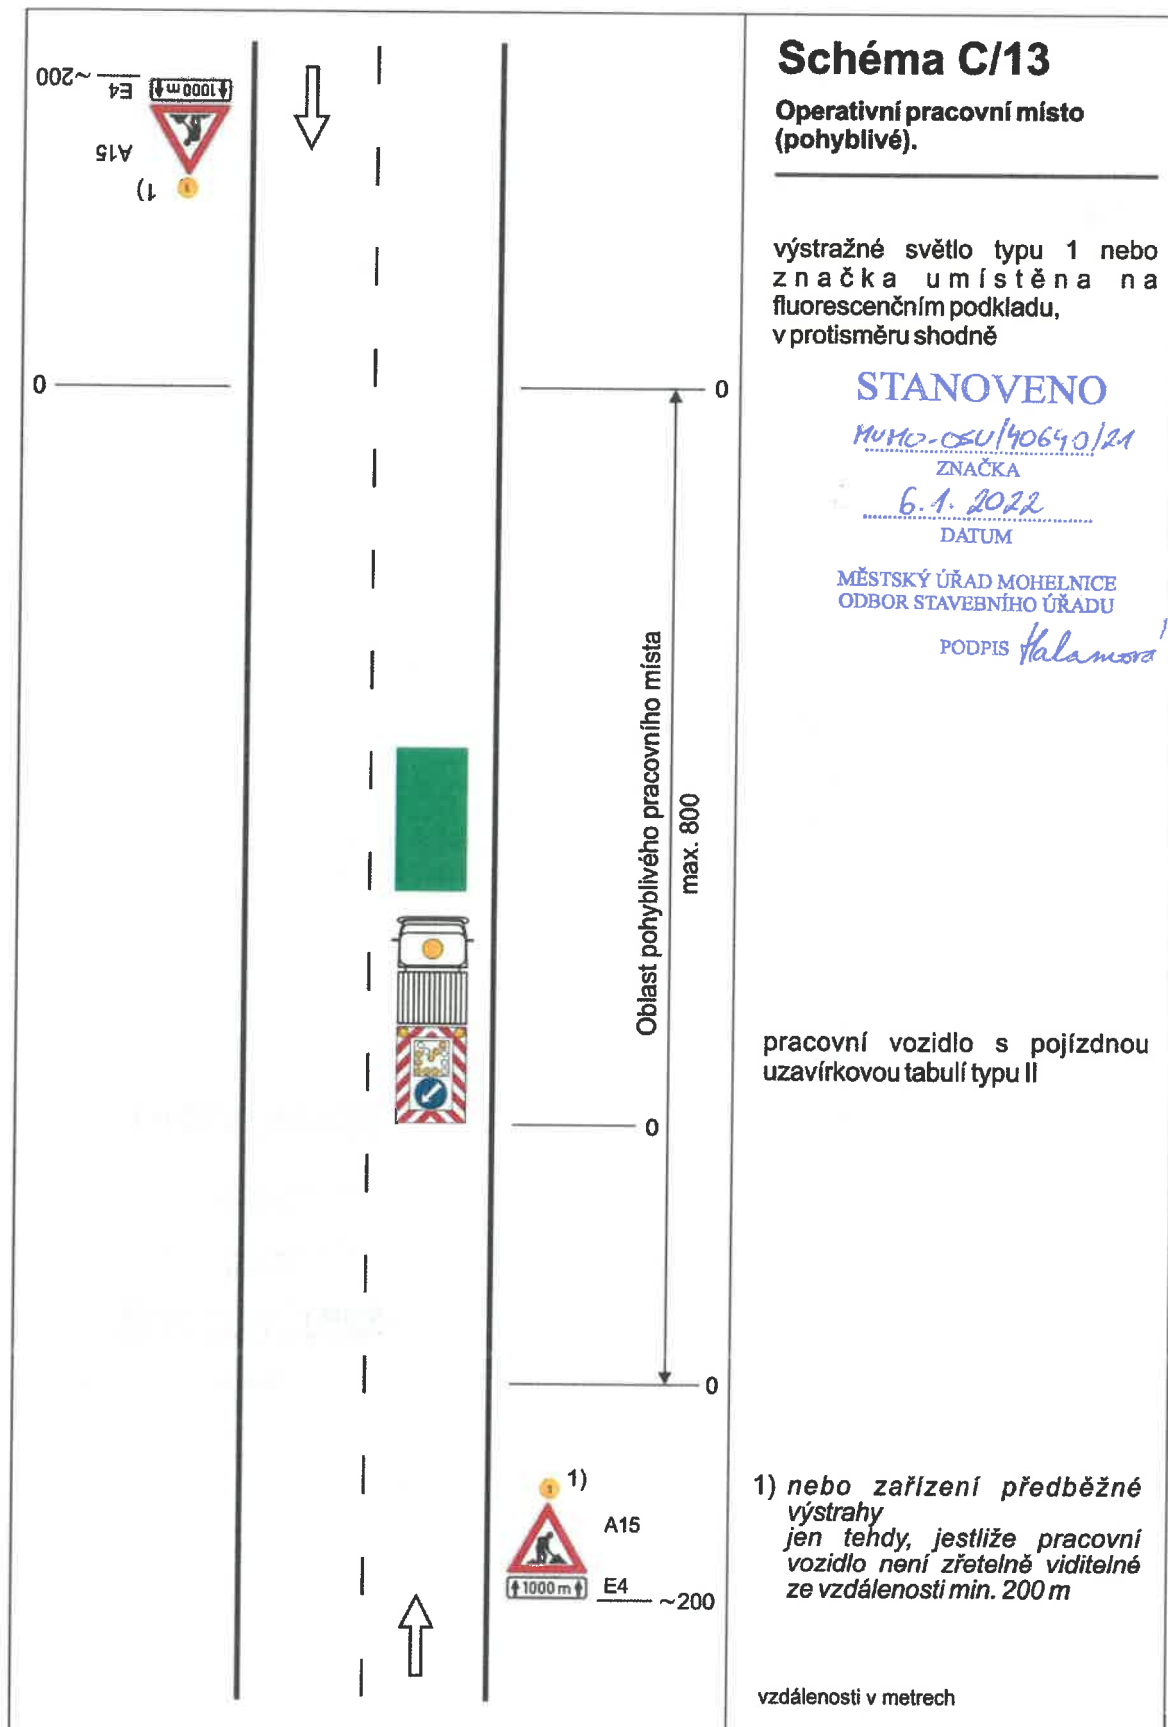 Schéma C/13
Operativní pracovní místo
(pohyblivé).
výstražné světlo typu 1 nebo
značka umístěna na
fluorescenčním podkladu,
v protisměru shodně
STANOVENO
MUMO-OSU/40640/21
ZNAČKA
6. 1. 2022
DATUM
MĚSTSKÝ ÚŘAD MOHELNICE
ODBOR STAVEBNÍHO ÚŘADU
PODPIS
~200
E4
1000 m
A15
1)
0
0
Oblast pohyblivého pracovního místa
max. 800
0
0
pracovní vozidlo s pojízdnou
uzavírkovou tabulí typu II
1
1)
A15
1000 m
E4
~200
1) nebo zařízení předběžné
výstrahy
jen tehdy, jestliže pracovní
vozidlo není zřetelně viditelné
ze vzdálenosti min. 200 m
vzdálenosti v metrech